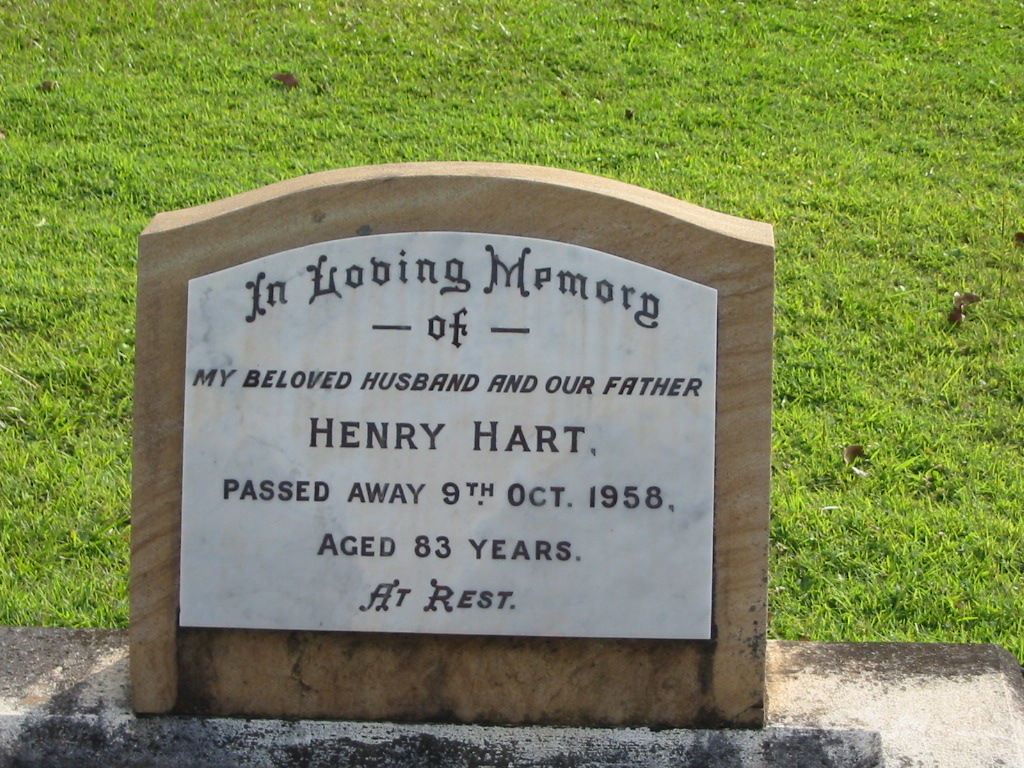 In Loving Memory
— of —
MY BELOVED HUSBAND AND OUR FATHER
HENRY HART,
PASSED AWAY 9TH OCT. 1958,
AGED 83 YEARS.
AT REST.